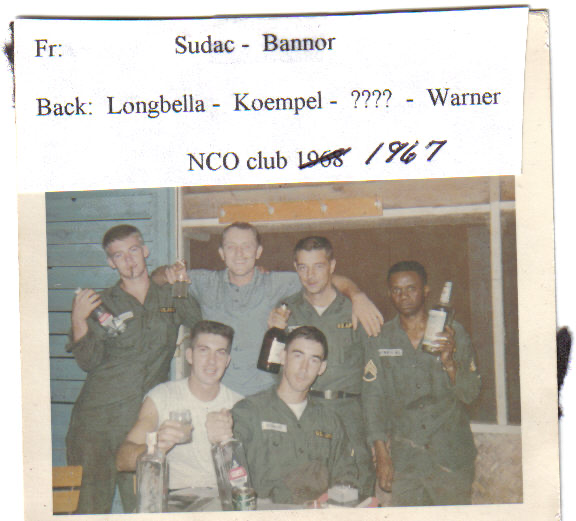 Fr: Sudac - Bannor
Back: Longbella - Koempel - ???? - Warner
NCO club 1968 1967